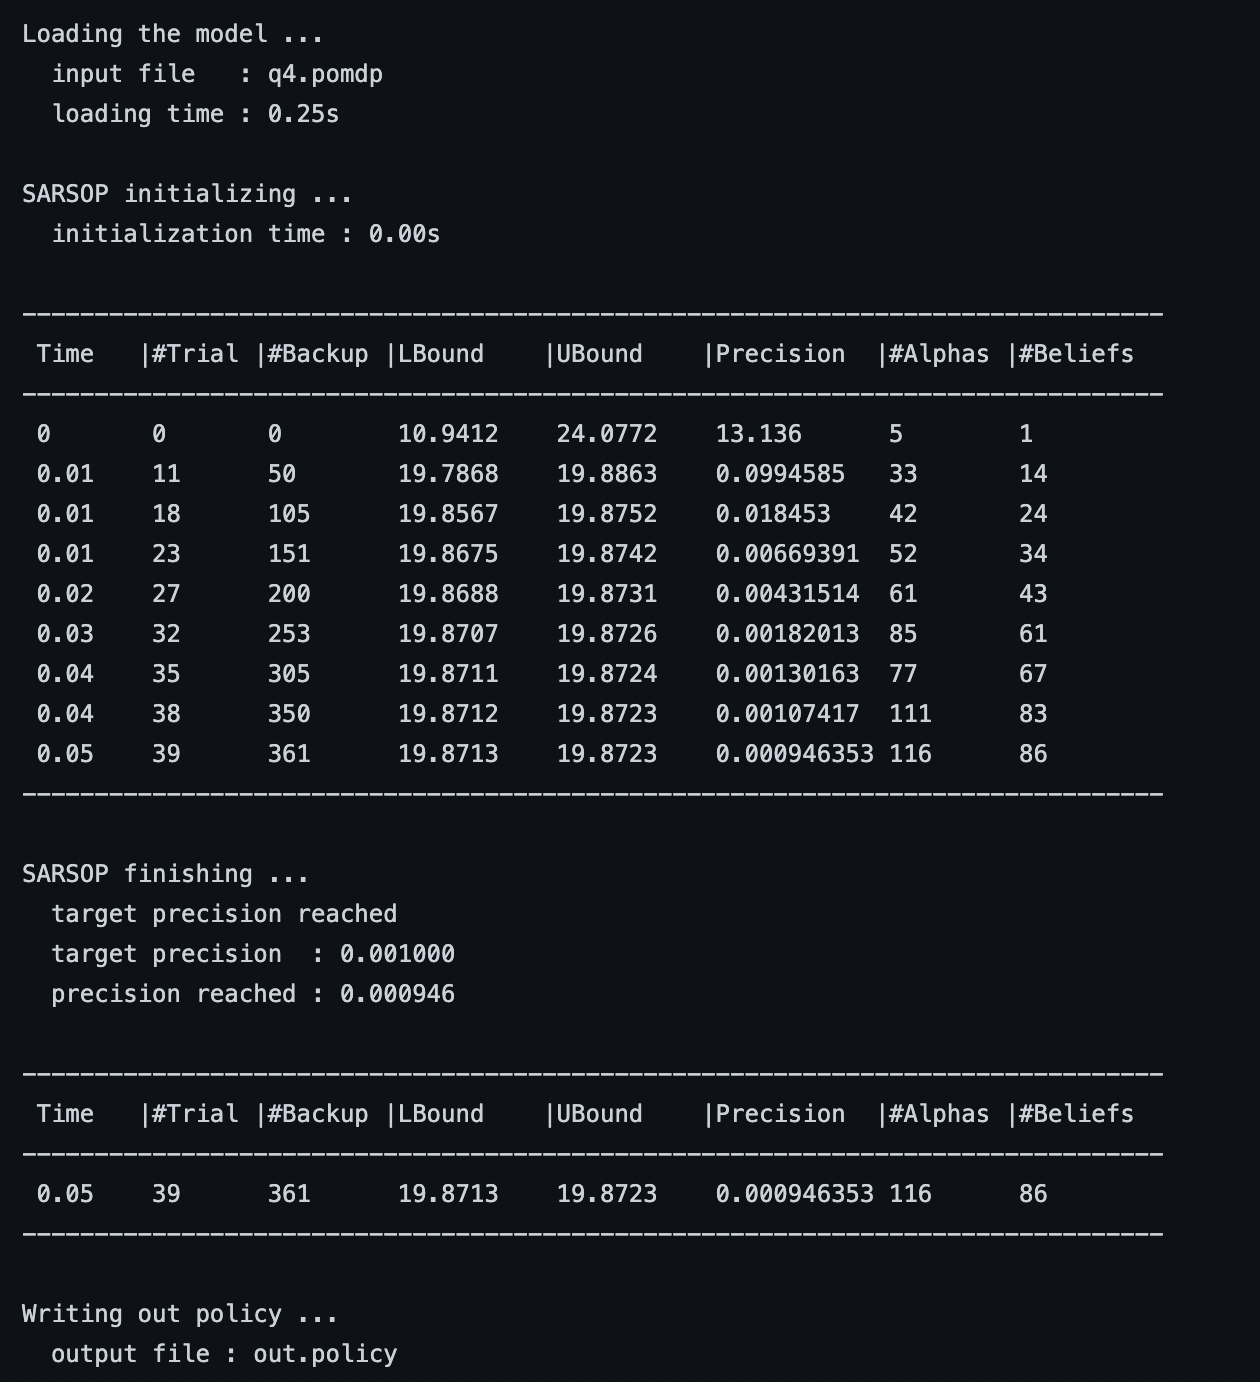 Loading the model ...
  input file   : q4.pomdp
  loading time : 0.25s

SARSOP initializing ...
  initialization time : 0.00s

-------------------------------------------------------------------------------
 Time   |#Trial |#Backup |LBound    |UBound    |Precision  |#Alphas |#Beliefs
-------------------------------------------------------------------------------
 0       0       0        10.9412    24.0772    13.136      5        1
 0.01    11      50       19.7868    19.8863    0.0994585   33       14
 0.01    18      105      19.8567    19.8752    0.018453    42       24
 0.01    23      151      19.8675    19.8742    0.00669391  52       34
 0.02    27      200      19.8688    19.8731    0.00431514  61       43
 0.03    32      253      19.8707    19.8726    0.00182013  85       61
 0.04    35      305      19.8711    19.8724    0.00130163  77       67
 0.04    38      350      19.8712    19.8723    0.00107417  111      83
 0.05    39      361      19.8713    19.8723    0.000946353 116      86
-------------------------------------------------------------------------------

SARSOP finishing ...
  target precision reached
  target precision  : 0.001000
  precision reached : 0.000946

-------------------------------------------------------------------------------
 Time   |#Trial |#Backup |LBound    |UBound    |Precision  |#Alphas |#Beliefs
-------------------------------------------------------------------------------
 0.05    39      361      19.8713    19.8723    0.000946353 116      86
-------------------------------------------------------------------------------

Writing out policy ...
  output file : out.policy